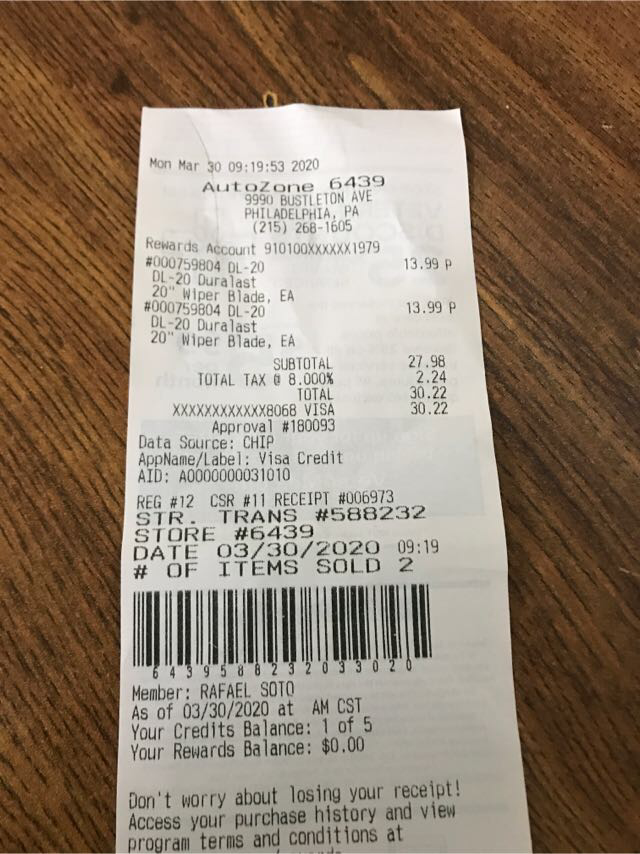 Mon Mar 30 09:19:53 2020
AutoZone 6439
9990 BUSTLETON AVE
PHILADELPHIA, PA
(215) 268-1605
Rewards Account 910100XXXXXX1979
#000759804 DL-20 13.99 P
DL-20 Duralast
20" Wiper Blade, EA
#000759804 DL-20 13.99 P
DL-20 Duralast
20" Wiper Blade, EA
SUBTOTAL 27.98
TOTAL TAX @ 8.000% 2.24
TOTAL 30.22
XXXXXXXXXXXX8068 VISA 30.22
Approval #180093
Data Source: CHIP
AppName/Label: Visa Credit
AID: A0000000031010
REG #12 CSR #11 RECEIPT #006973
STR. TRANS #588232
STORE #6439
DATE 03/30/2020 09:19
# OF ITEMS SOLD 2
6439588232033020
Member: RAFAEL SOTO
As of 03/30/2020 at AM CST
Your Credits Balance: 1 of 5
Your Rewards Balance: $0.00
Don't worry about losing your receipt!
Access your purchase history and view
program terms and conditions at